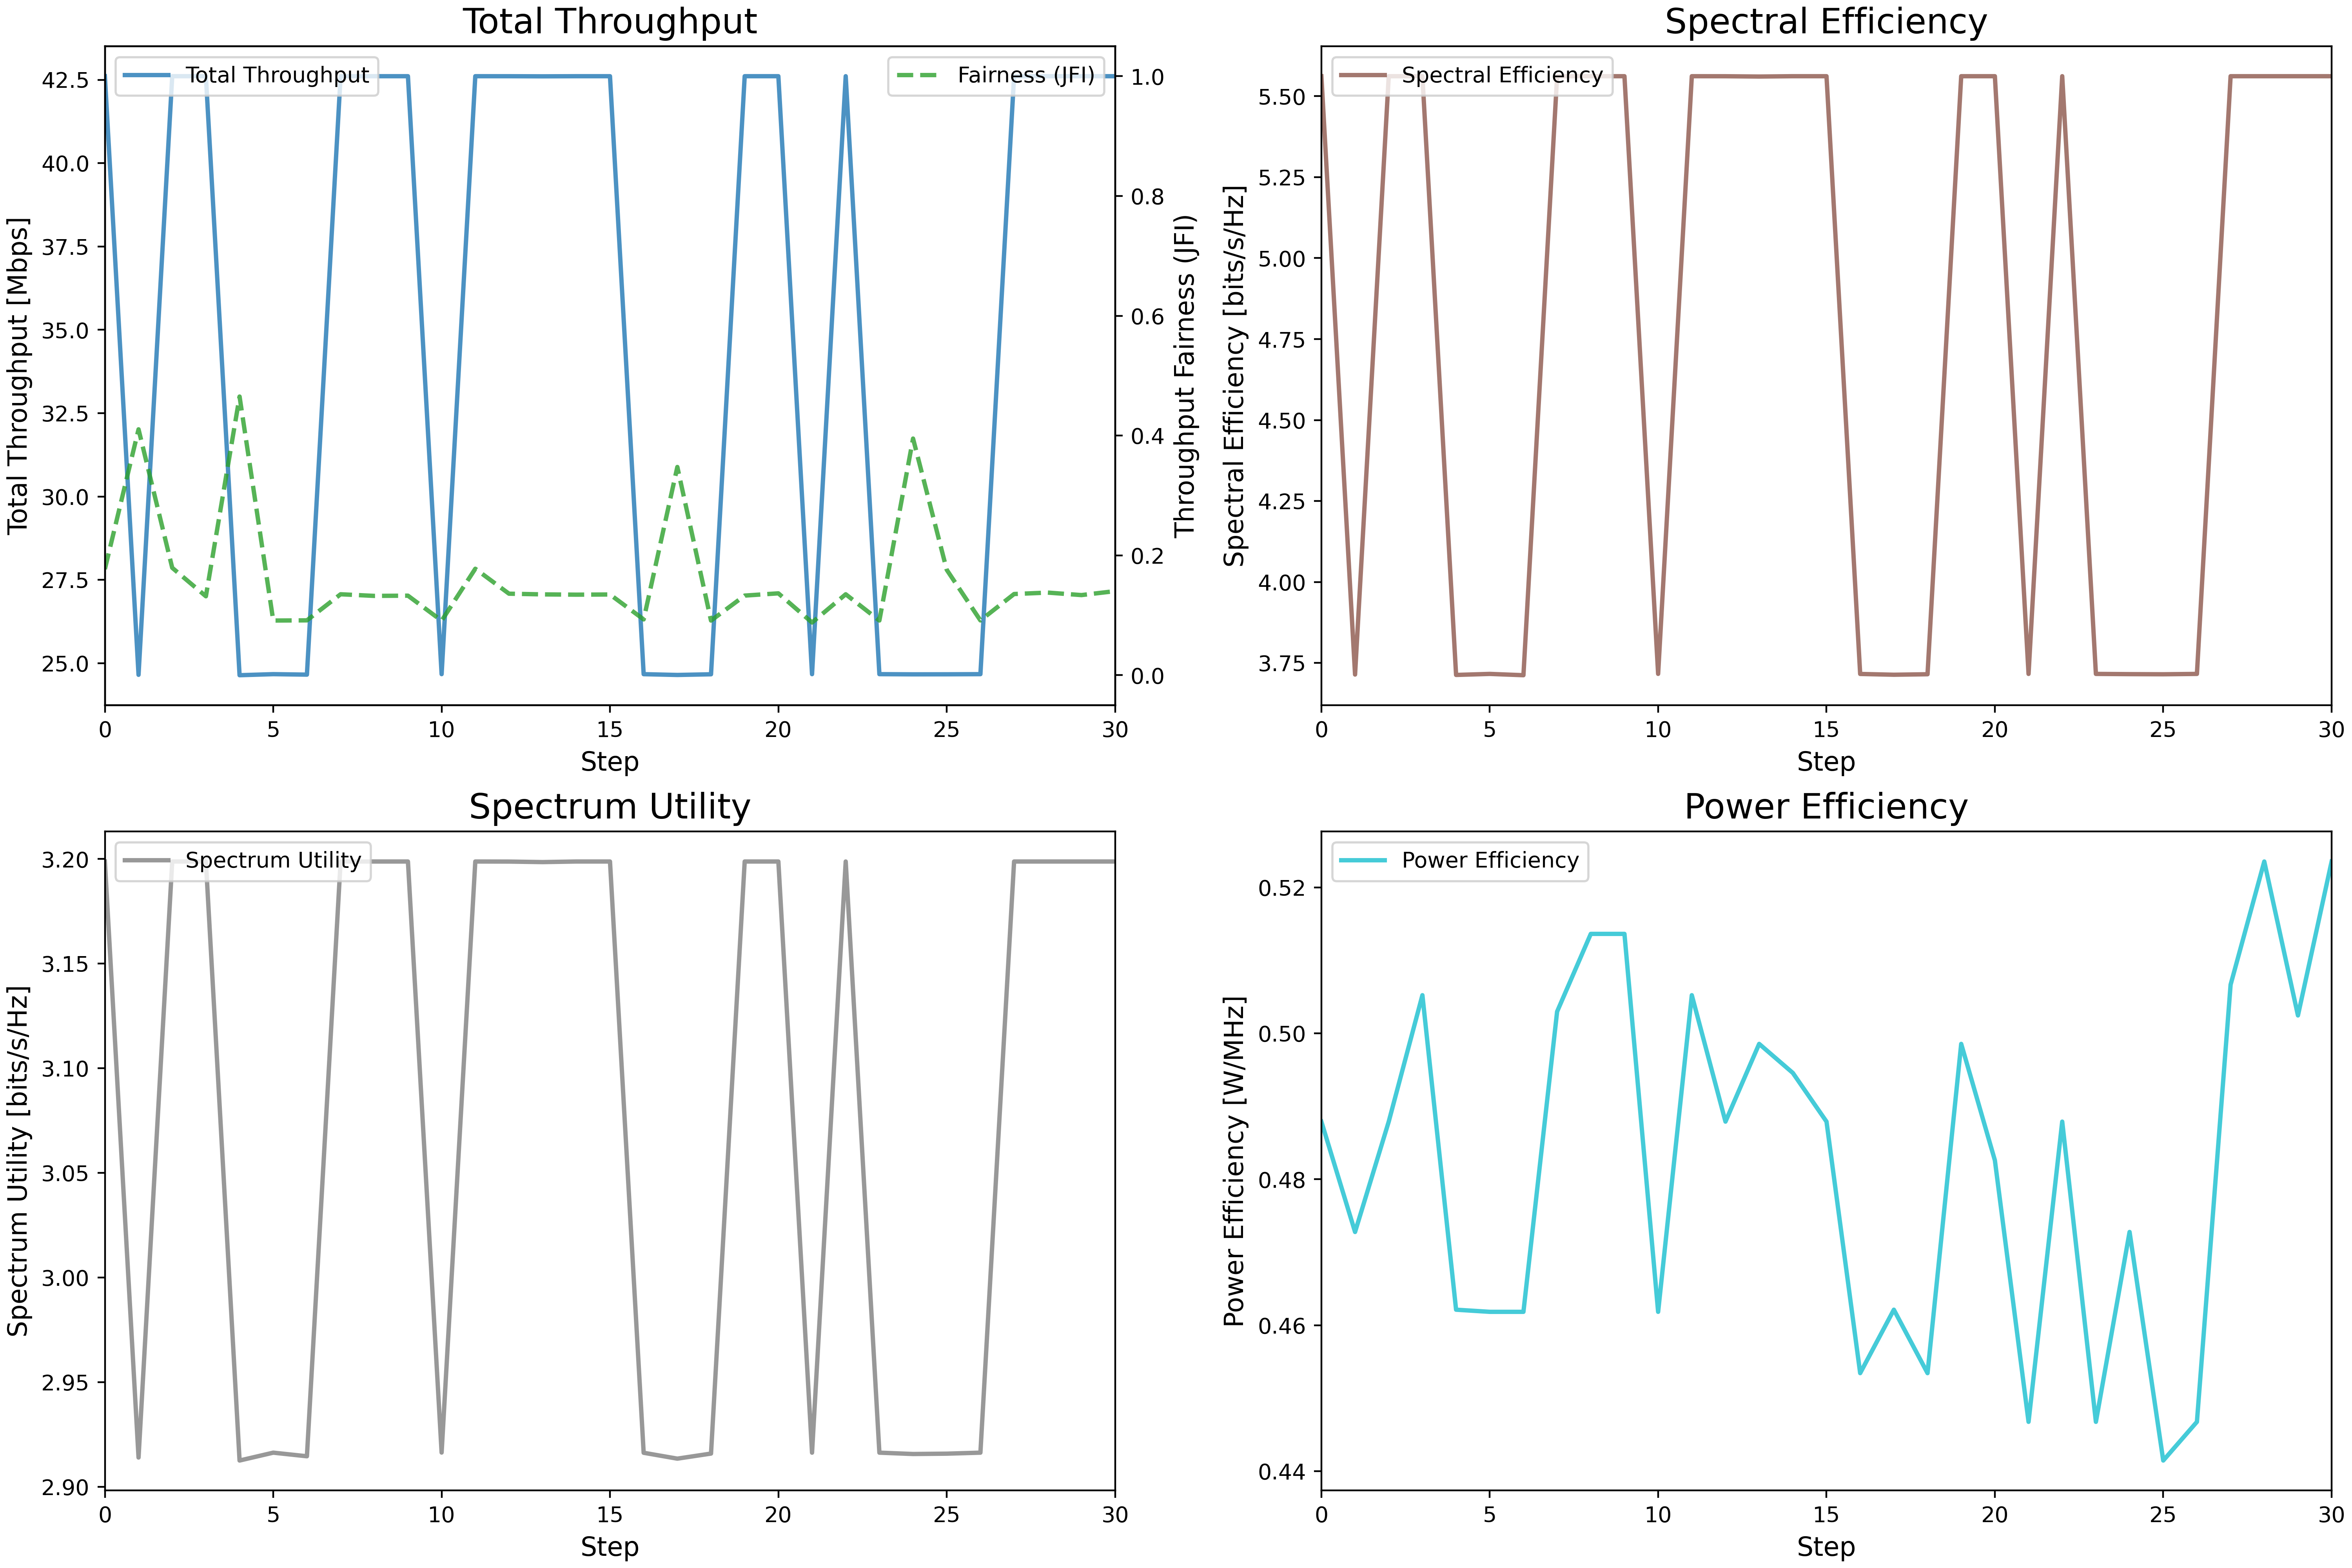 Total Throughput
Total Throughput [Mbps]
42.5
40.0
37.5
35.0
32.5
30.0
27.5
25.0
Total Throughput
Fairness (JFI)
1.0
0.8
0.6
0.4
0.2
0.0
Throughput Fairness (JFI)
0 5 10 15 20 25 30
Step
Spectral Efficiency
Spectral Efficiency [bits/s/Hz]
5.50
5.25
5.00
4.75
4.50
4.25
4.00
3.75
Spectral Efficiency
0 5 10 15 20 25 30
Step
Spectrum Utility
Spectrum Utility [bits/s/Hz]
3.20
3.15
3.10
3.05
3.00
2.95
2.90
Spectrum Utility
0 5 10 15 20 25 30
Step
Power Efficiency
Power Efficiency [W/MHz]
0.52
0.50
0.48
0.46
0.44
Power Efficiency
0 5 10 15 20 25 30
Step